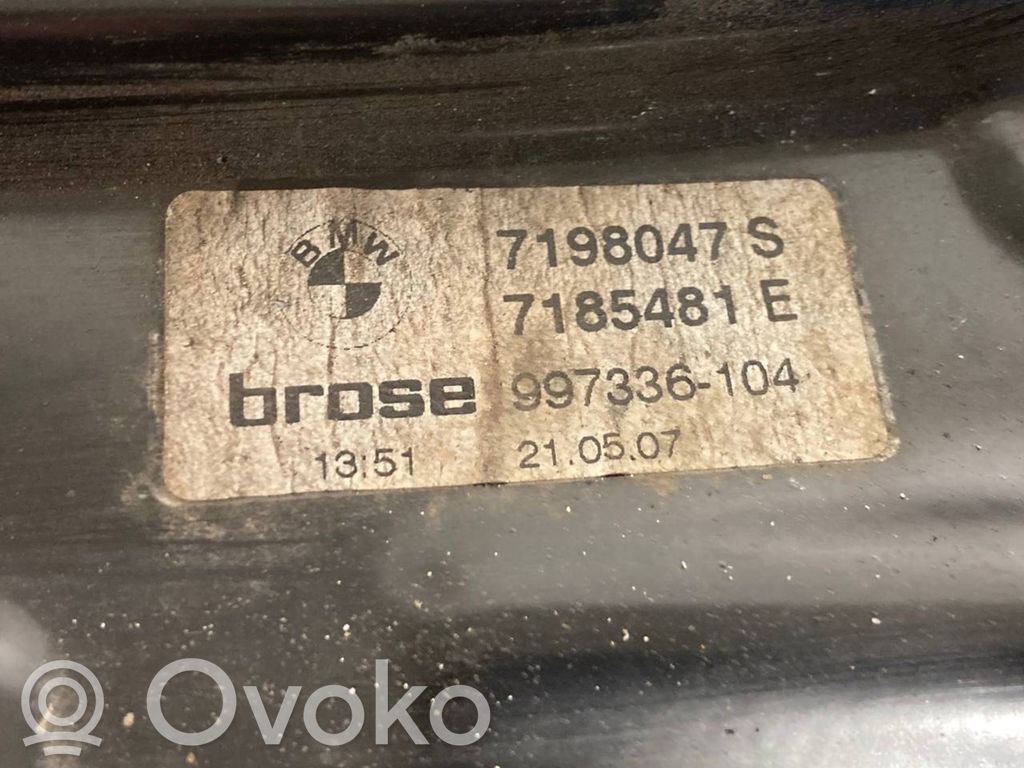 BMW
7198047 S
7185481 E
brose 997336-104
13:51 21.05.07
Ovoko